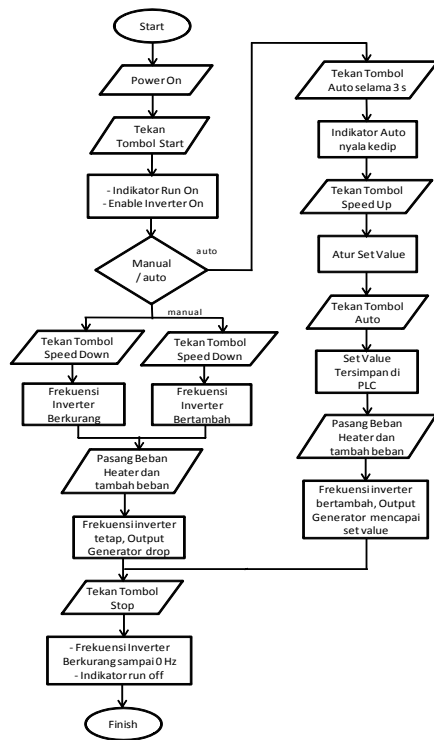 Start
Power On
Tekan
Tombol Start
- Indikator Run On
- Enable Inverter On
Manual
/ auto
auto
manual
Tekan Tombol
Speed Down
Frekuensi
Inverter
Berkurang
Tekan Tombol
Speed Down
Frekuensi
Inverter
Bertambah
Pasang Beban
Heater dan
tambah beban
Frekuensi inverter
tetap, Output
Generator drop
Tekan Tombol
Auto selama 3 s
Indikator Auto
nyala kedip
Tekan Tombol
Speed Up
Atur Set Value
Tekan Tombol
Auto
Set Value
Tersimpan di
PLC
Pasang Beban
Heater dan
tambah beban
Frekuensi inverter
bertambah, Output
Generator mencapai
set value
Tekan Tombol
Stop
- Frekuensi Inverter
Berkurang sampai 0 Hz
- Indikator run off
Finish